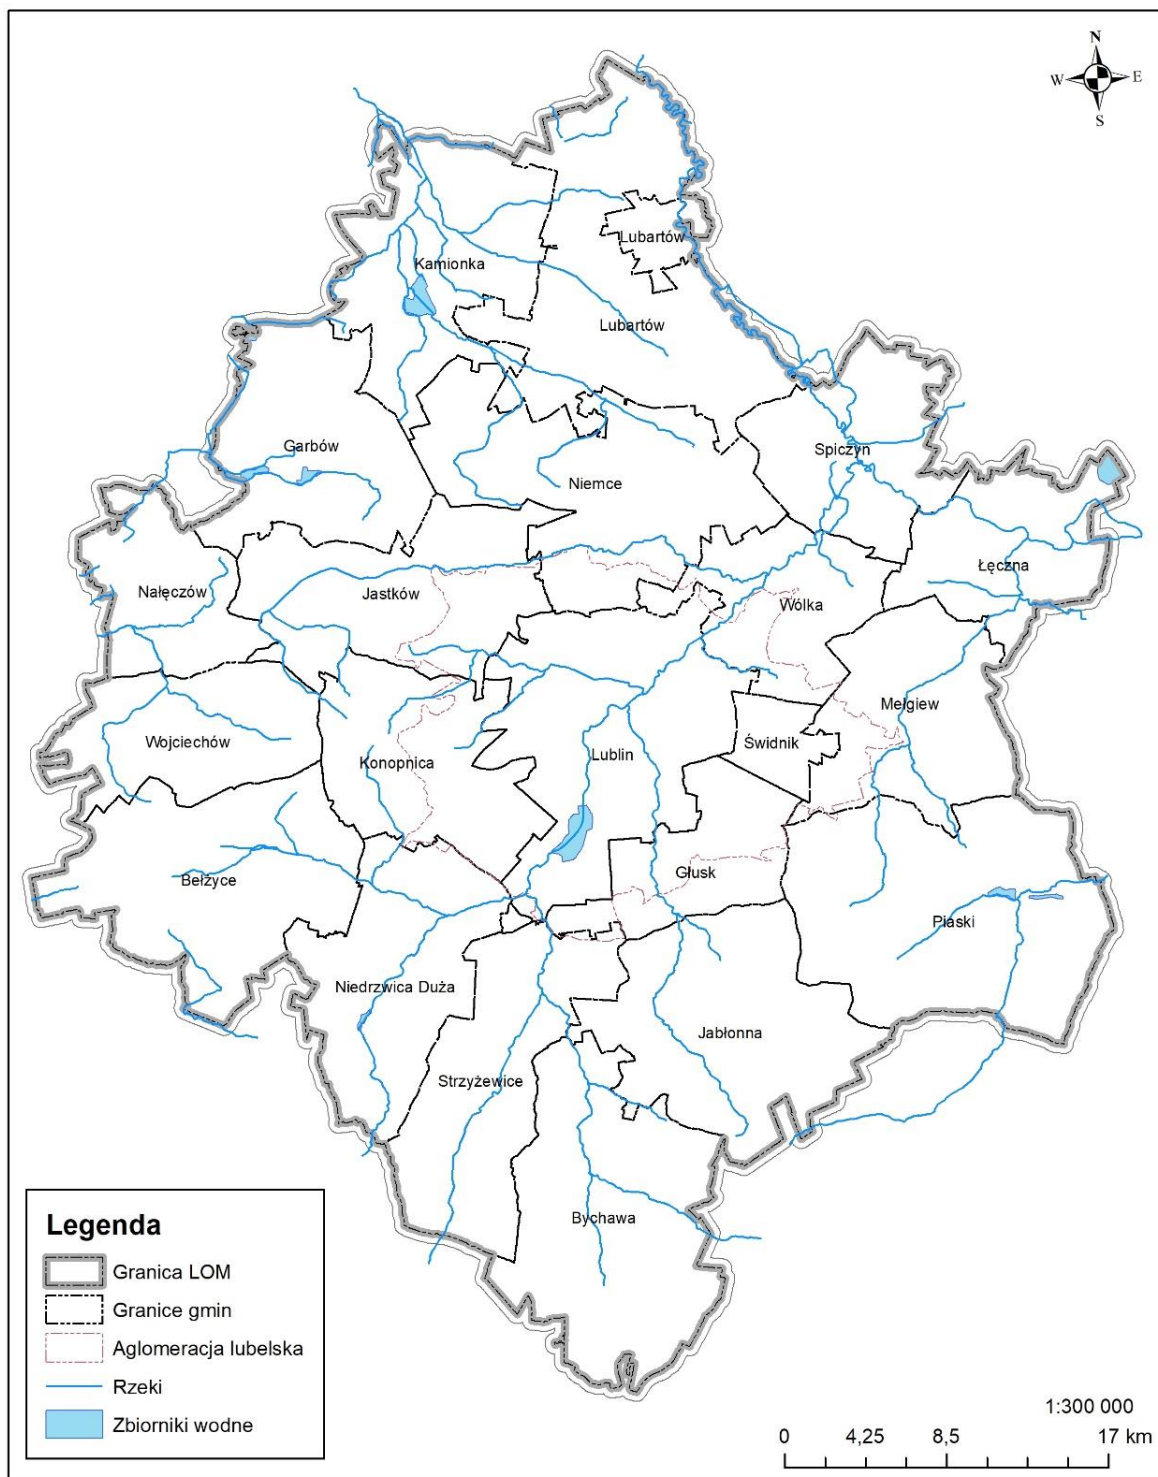 N
W E
S
Lubartów
Kamionka
Lubartów
Garbów
Spiczyn
Niemce
Łęczna
Nałęczów
Jastków
Wólka
Mełgiew
Wojciechów
Konopnica
Lublin
Świdnik
Bełżyce
Głusk
Piaski
Niedrzwica Duża
Jabłonna
Strzyżewice
Bychawa
Legenda
Granica LOM
Granice gmin
Aglomeracja lubelska
Rzeki
Zbiorniki wodne
1:300 000
0 4,25 8,5 17 km